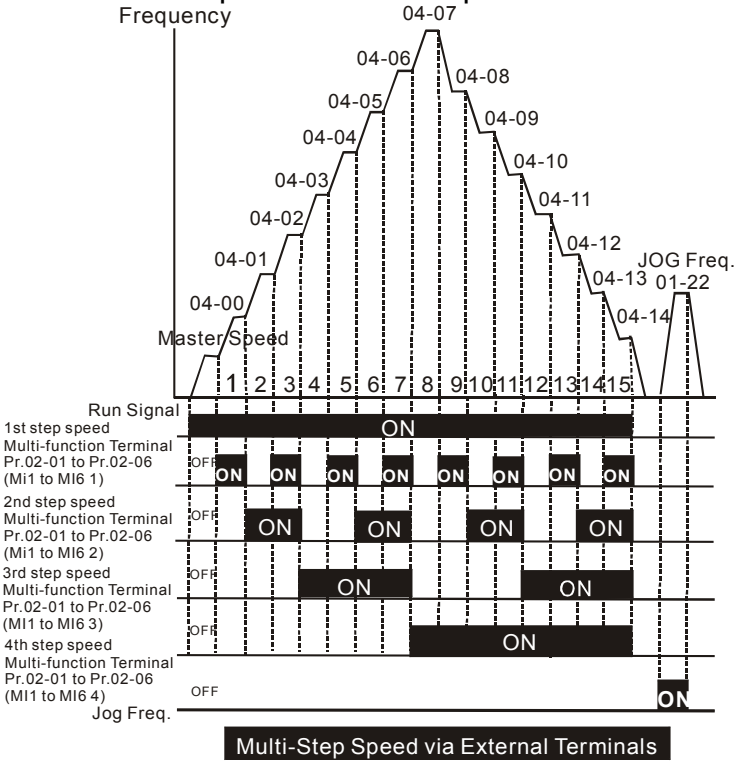 Frequency
04-07
04-06
04-08
04-05
04-09
04-04
04-10
04-03
04-11
04-02
04-12
JOG Freq.
04-01
04-13
01-22
04-00
04-14
Master Speed
1 2 3 4 5 6 7 8 9 10 11 12 13 14 15
Run Signal
ON
1st step speed
Multi-function Terminal
Pr.02-01 to Pr.02-06
(Mi1 to MI6 1)
OFF ON ON ON ON ON ON ON ON
2nd step speed
Multi-function Terminal
Pr.02-01 to Pr.02-06
(Mi1 to MI6 2)
OFF ON ON ON ON
3rd step speed
Multi-function Terminal
Pr.02-01 to Pr.02-06
(MI1 to MI6 3)
OFF ON ON
4th step speed
Multi-function Terminal
Pr.02-01 to Pr.02-06
(MI1 to MI6 4)
OFF ON
Jog Freq.
OFF ON
Multi-Step Speed via External Terminals